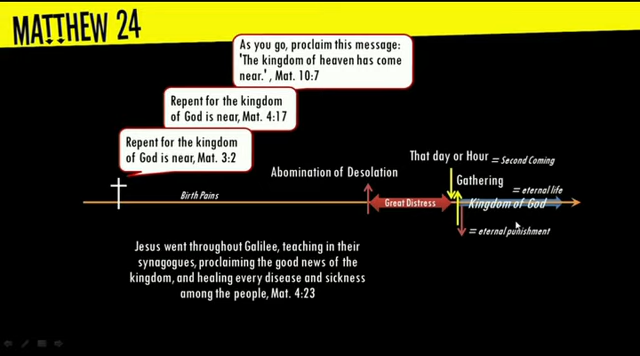 MATTHEW 24
As you go, proclaim this message:
'The kingdom of heaven has come
near.', Mat. 10:7
Repent for the kingdom
of God is near, Mat. 4:17
Repent for the kingdom
of God is near, Mat. 3:2
Abomination of Desolation
That day or Hour = Second Coming
Gathering
= eternal life
Birth Pains
Great Distress
Kingdom of God
= eternal punishment
Jesus went throughout Galilee, teaching in their
synagogues, proclaiming the good news of the
kingdom, and healing every disease and sickness
among the people, Mat. 4:23